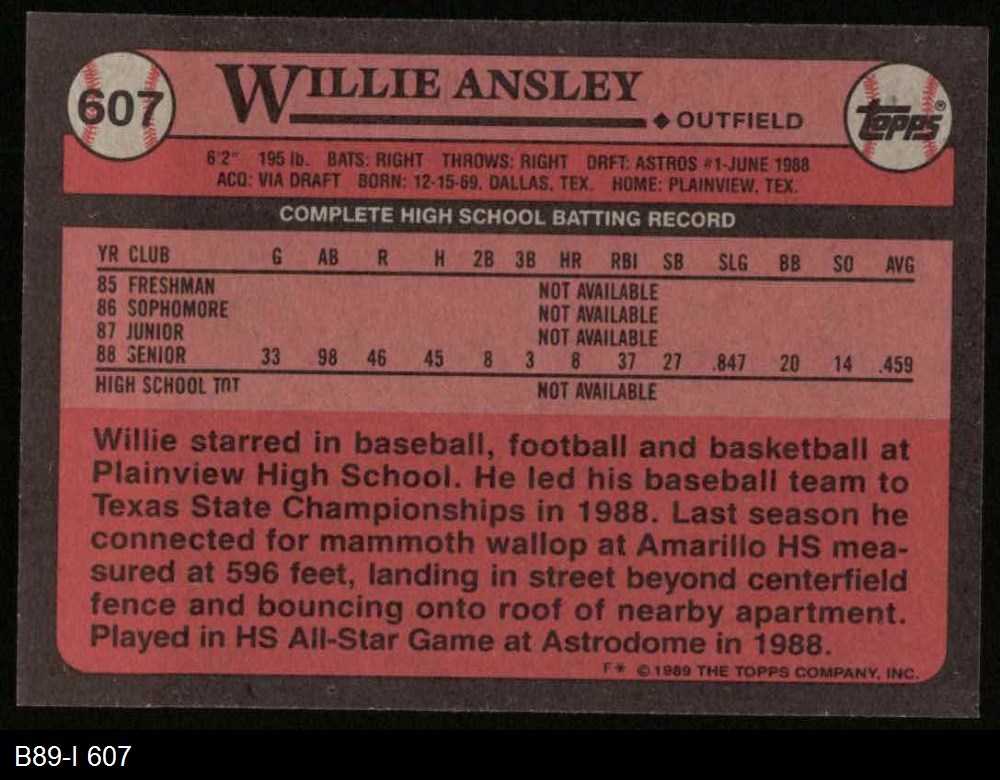 607
WILLIE ANSLEY
◆ OUTFIELD
TOPPS®
6'2" 195 lb. BATS: RIGHT THROWS: RIGHT DRFT: ASTROS #1-JUNE 1988
ACQ: VIA DRAFT BORN: 12-15-69, DALLAS, TEX. HOME: PLAINVIEW, TEX.
COMPLETE HIGH SCHOOL BATTING RECORD
YR CLUB G AB R H 2B 3B HR RBI SB SLG BB SO AVG
85 FRESHMAN NOT AVAILABLE
86 SOPHOMORE NOT AVAILABLE
87 JUNIOR NOT AVAILABLE
88 SENIOR 33 98 46 45 8 3 8 37 27 .847 20 14 .459
HIGH SCHOOL TOT NOT AVAILABLE
Willie starred in baseball, football and basketball at
Plainview High School. He led his baseball team to
Texas State Championships in 1988. Last season he
connected for mammoth wallop at Amarillo HS mea-
sured at 596 feet, landing in street beyond centerfield
fence and bouncing onto roof of nearby apartment.
Played in HS All-Star Game at Astrodome in 1988.
F* © 1989 THE TOPPS COMPANY, INC.
B89-I 607